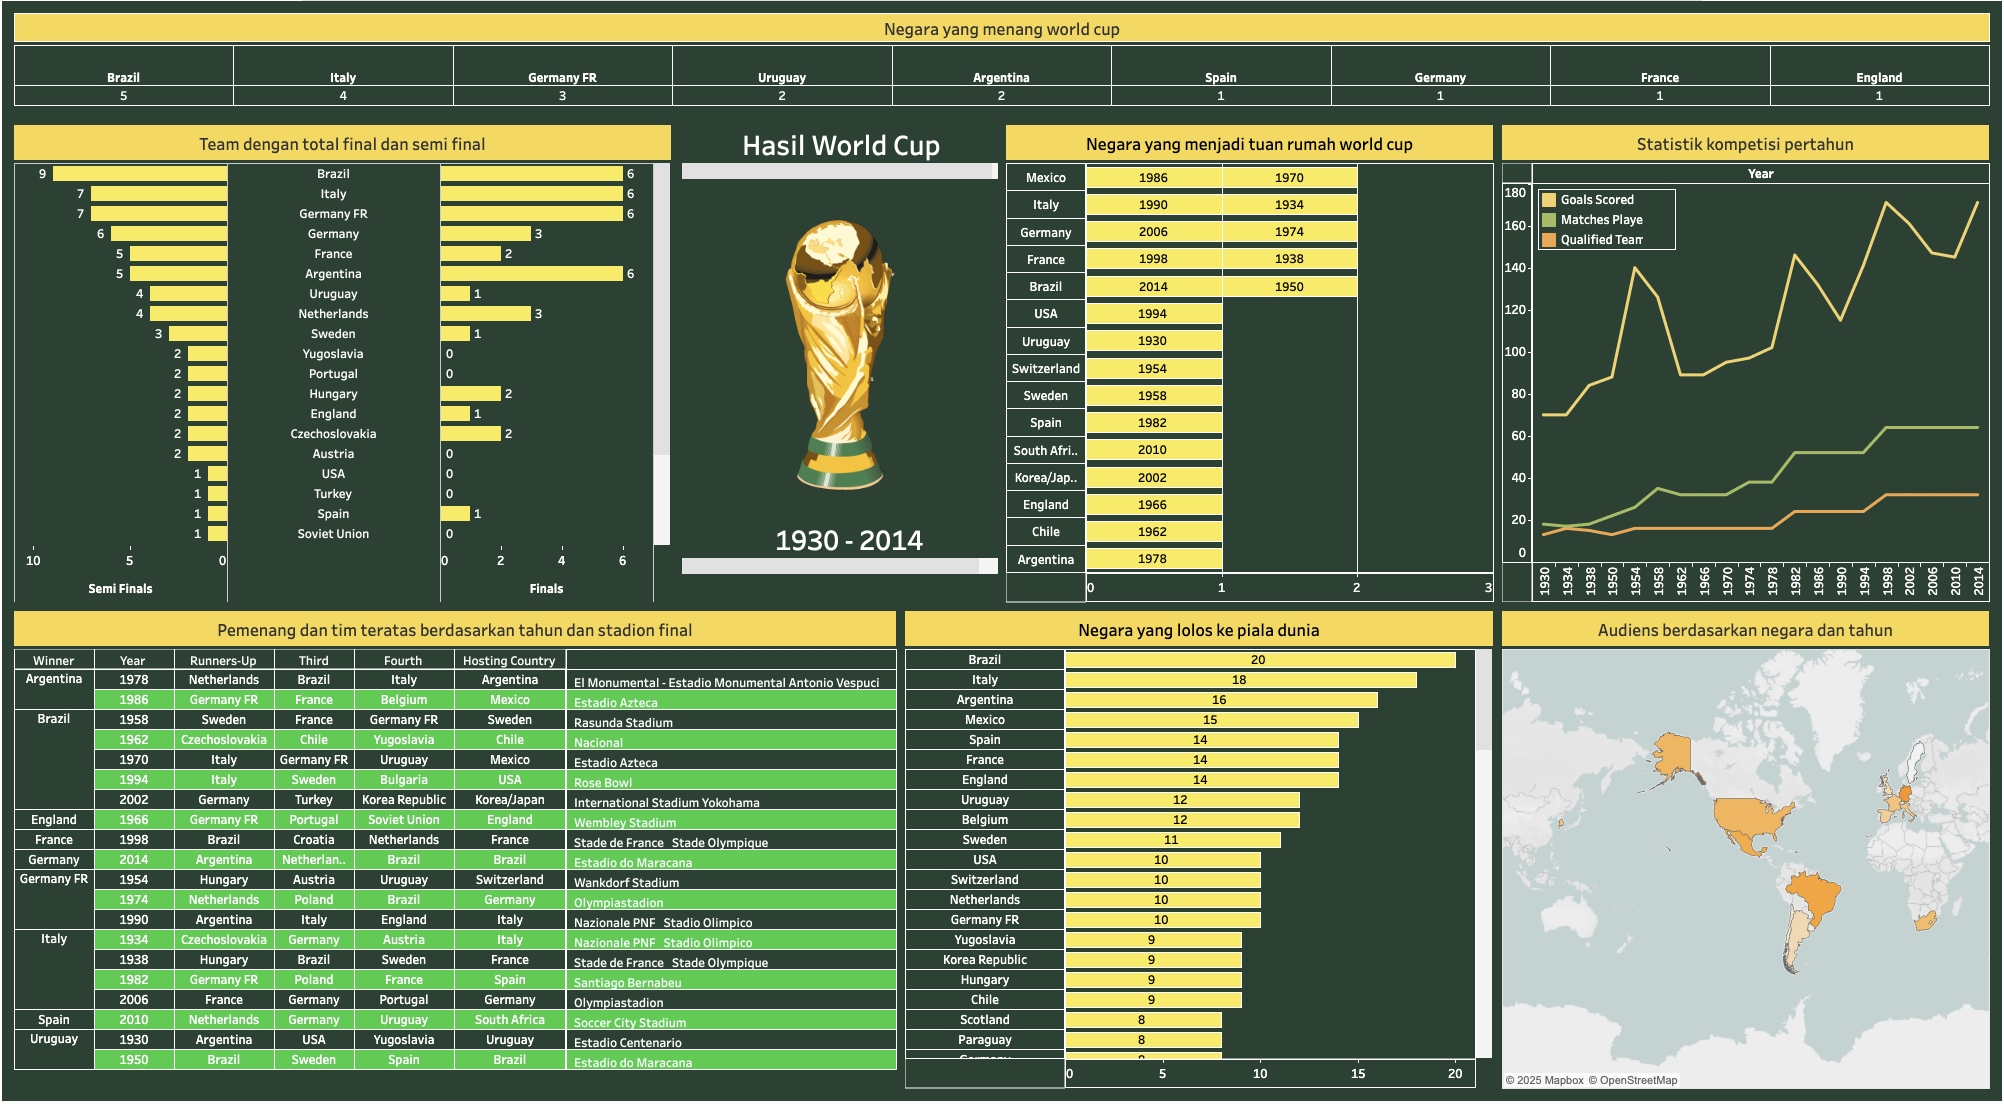 Negara yang menang world cup
Brazil Italy Germany FR Uruguay Argentina Spain Germany France England
5 4 3 2 2 1 1 1 1
Team dengan total final dan semi final
9 Brazil 6
7 Italy 6
7 Germany FR 6
6 Germany 3
5 France 2
5 Argentina 6
4 Uruguay 1
4 Netherlands 3
3 Sweden 1
2 Yugoslavia 0
2 Portugal 0
2 Hungary 2
2 England 1
2 Czechoslovakia 2
2 Austria 0
1 USA 0
1 Turkey 0
1 Spain 1
1 Soviet Union 0
10 5 0 0 2 4 6
Semi Finals Finals
Hasil World Cup
1930 - 2014
Negara yang menjadi tuan rumah world cup
Mexico 1986 1970
Italy 1990 1934
Germany 2006 1974
France 1998 1938
Brazil 2014 1950
USA 1994
Uruguay 1930
Switzerland 1954
Sweden 1958
Spain 1982
South Afri.. 2010
Korea/Jap.. 2002
England 1966
Chile 1962
Argentina 1978
0 1 2 3
Statistik kompetisi pertahun
Year
Goals Scored
Matches Playe
Qualified Tear
180
160
140
120
100
80
60
40
20
0
1930 1934 1938 1950 1954 1958 1962 1966 1970 1974 1978 1982 1986 1990 1994 1998 2002 2006 2010 2014
Pemenang dan tim teratas berdasarkan tahun dan stadion final
Winner Year Runners-Up Third Fourth Hosting Country
Argentina 1978 Netherlands Brazil Italy Argentina El Monumental - Estadio Monumental Antonio Vespuci
1986 Germany FR France Belgium Mexico Estadio Azteca
Brazil 1958 Sweden France Germany FR Sweden Rasunda Stadium
1962 Czechoslovakia Chile Yugoslavia Chile Nacional
1970 Italy Germany FR Uruguay Mexico Estadio Azteca
1994 Italy Sweden Bulgaria USA Rose Bowl
2002 Germany Turkey Korea Republic Korea/Japan International Stadium Yokohama
England 1966 Germany FR Portugal Soviet Union England Wembley Stadium
France 1998 Brazil Croatia Netherlands France Stade de France Stade Olympique
Germany 2014 Argentina Netherlan.. Brazil Brazil Estadio do Maracana
Germany FR 1954 Hungary Austria Uruguay Switzerland Wankdorf Stadium
1974 Netherlands Poland Brazil Germany Olympiastadion
1990 Argentina Italy England Italy Nazionale PNF Stadio Olimpico
Italy 1934 Czechoslovakia Germany Austria Italy Nazionale PNF Stadio Olimpico
1938 Hungary Brazil Sweden France Stade de France Stade Olympique
1982 Germany FR Poland France Spain Santiago Bernabeu
2006 France Germany Portugal Germany Olympiastadion
Spain 2010 Netherlands Germany Uruguay South Africa Soccer City Stadium
Uruguay 1930 Argentina USA Yugoslavia Uruguay Estadio Centenario
1950 Brazil Sweden Spain Brazil Estadio do Maracana
Negara yang lolos ke piala dunia
Brazil 20
Italy 18
Argentina 16
Mexico 15
Spain 14
France 14
England 14
Uruguay 12
Belgium 12
Sweden 11
USA 10
Switzerland 10
Netherlands 10
Germany FR 10
Yugoslavia 9
Korea Republic 9
Hungary 9
Chile 9
Scotland 8
Paraguay 8
0 5 10 15 20
Audiens berdasarkan negara dan tahun
© 2025 Mapbox © OpenStreetMap